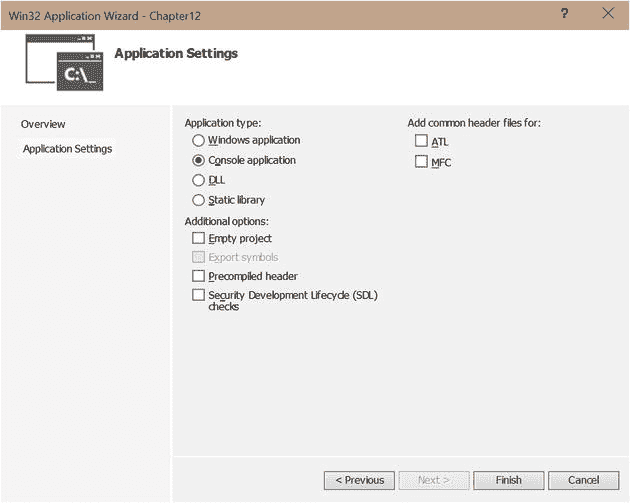 Win32 Application Wizard - Chapter12
?
C:\_
Application Settings
Overview
Application Settings
Application type:
Windows application
Console application
DLL
Static library
Additional options:
Empty project
Export symbols
Precompiled header
Security Development Lifecycle (SDL)
checks
Add common header files for:
ATL
MFC
< Previous
Next >
Finish
Cancel